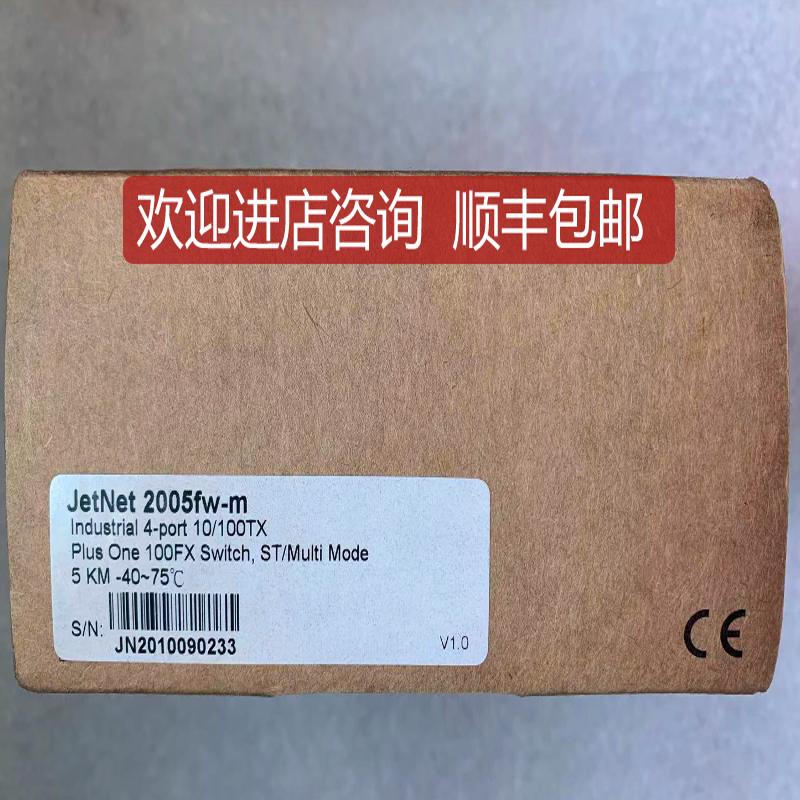 欢迎进店咨询 顺丰包邮
JetNet 2005fw-m
Industrial 4-port 10/100TX
Plus One 100FX Switch, ST/Multi Mode
5 KM -40~75℃
S/N:
JN2010090233
V1.0
CE